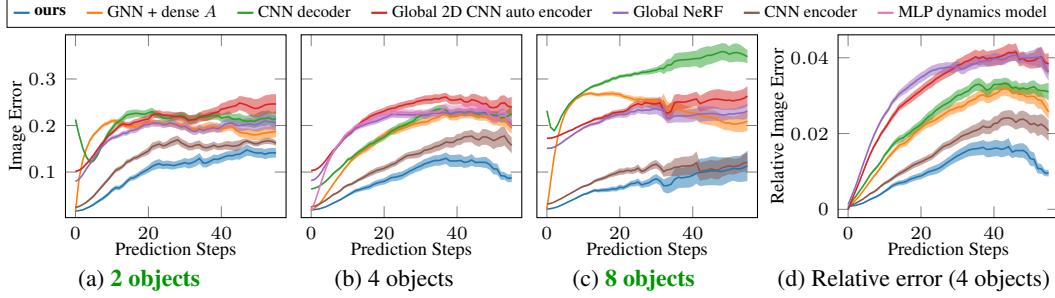 ours GNN + dense A CNN decoder Global 2D CNN auto encoder Global NeRF CNN encoder MLP dynamics model
Image Error
0.3
0.2
0.1
0 20 40
Prediction Steps
(a) 2 objects
0 20 40
Prediction Steps
(b) 4 objects
0 20 40
Prediction Steps
(c) 8 objects
Relative Image Error
0.04
0.02
0
0 20 40
Prediction Steps
(d) Relative error (4 objects)